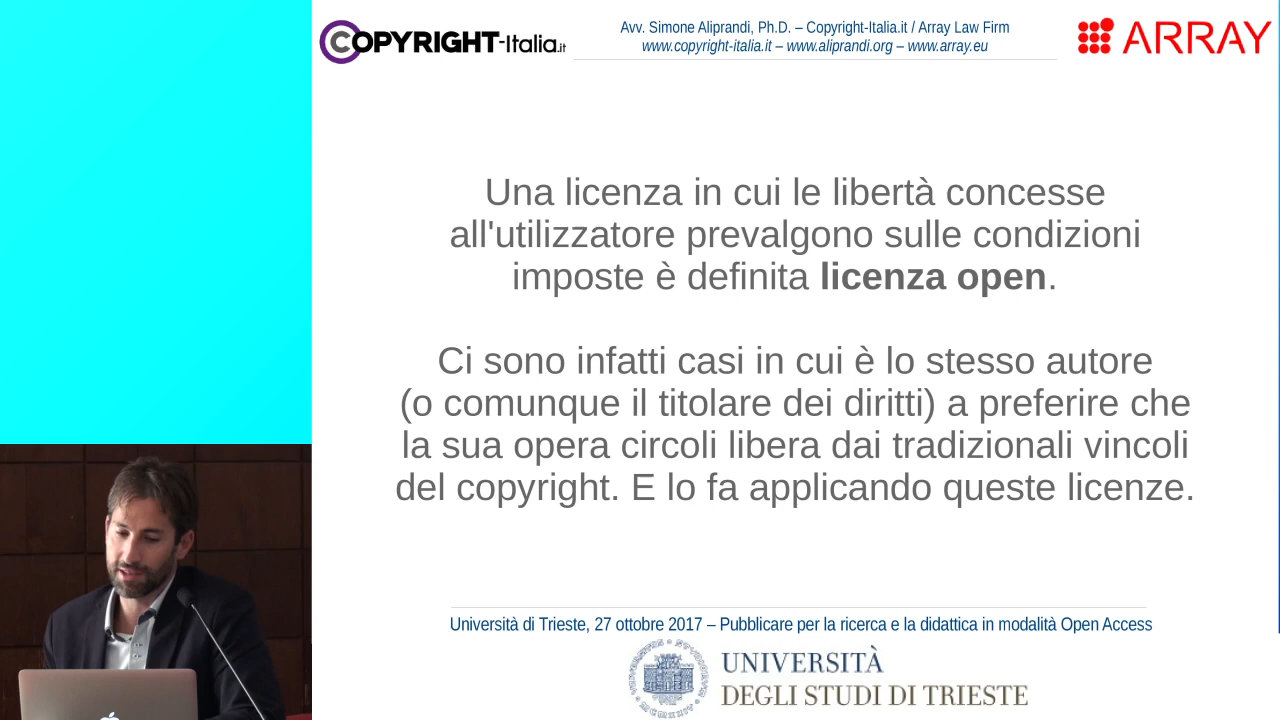 COPYRIGHT-Italia.it
Avv. Simone Aliprandi, Ph.D. – Copyright-Italia.it / Array Law Firm
www.copyright-italia.it – www.aliprandi.org – www.array.eu
ARRAY
Una licenza in cui le libertà concesse
all'utilizzatore prevalgono sulle condizioni
imposte è definita licenza open.
Ci sono infatti casi in cui è lo stesso autore
(o comunque il titolare dei diritti) a preferire che
la sua opera circoli libera dai tradizionali vincoli
del copyright. E lo fa applicando queste licenze.
Università di Trieste, 27 ottobre 2017 – Pubblicare per la ricerca e la didattica in modalità Open Access
UNIVERSITÀ
DEGLI STUDI DI TRIESTE